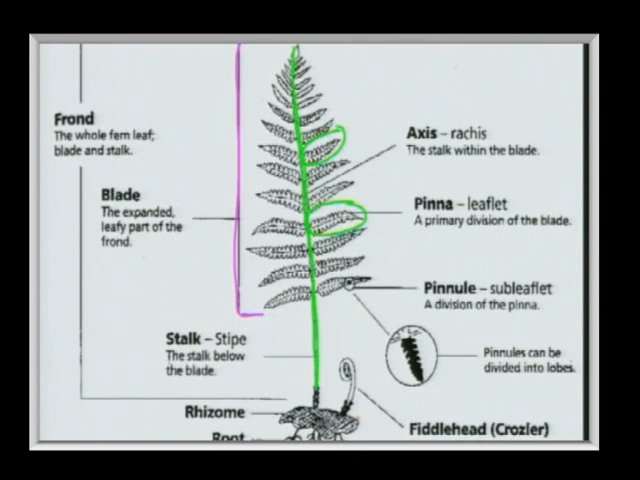 Frond
The whole fern leaf;
blade and stalk.
Axis – rachis
The stalk within the blade.
Blade
The expanded,
leafy part of the
frond.
Pinna – leaflet
A primary division of the blade.
Pinnule – subleaflet
A division of the pinna.
Stalk – Stipe
The stalk below
the blade.
Pinnules can be
divided into lobes.
Rhizome
Fiddlehead (Crozler)
Root